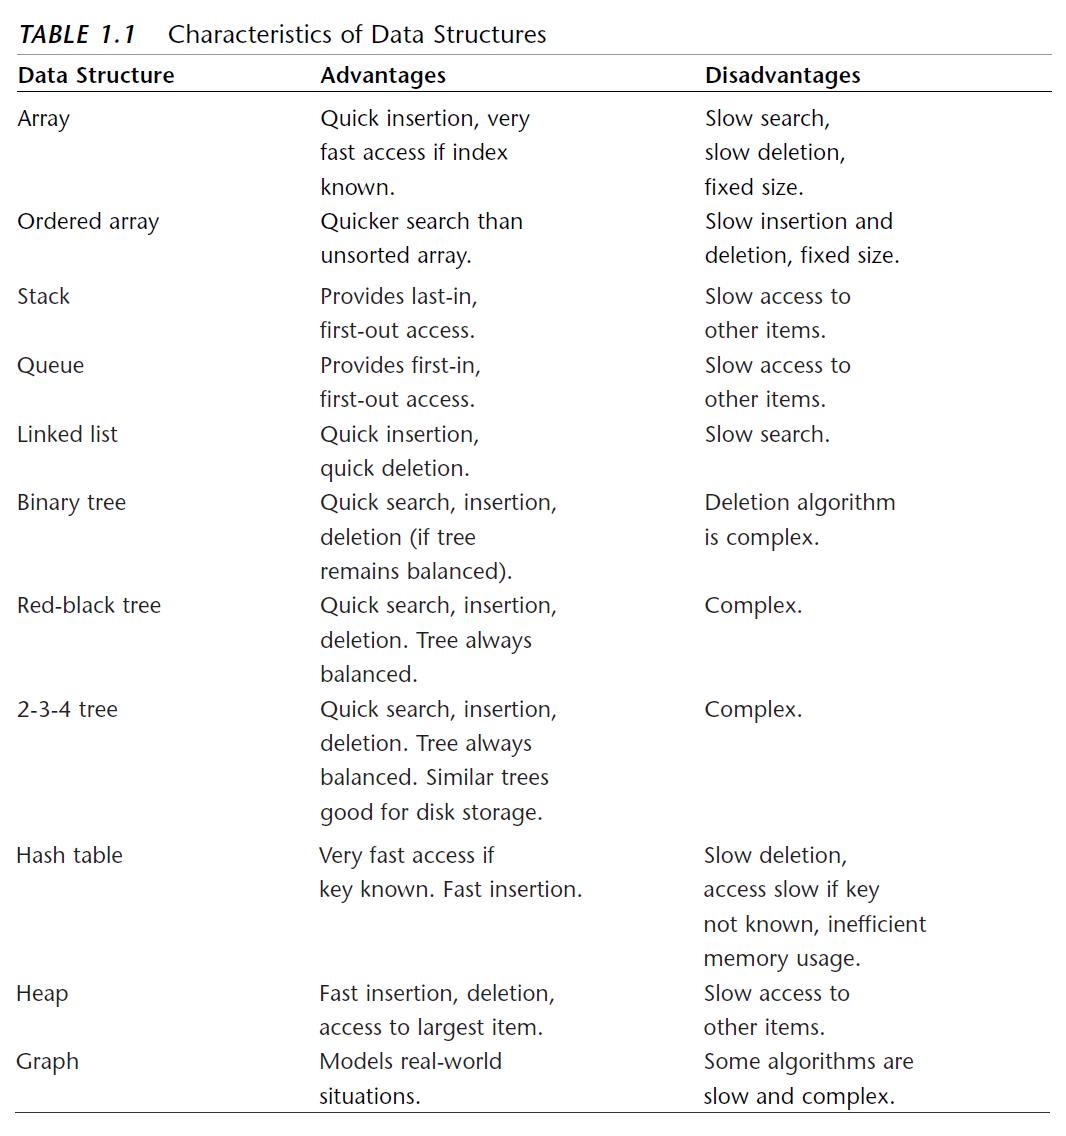 TABLE 1.1 Characteristics of Data Structures
Data Structure Advantages Disadvantages
Array Quick insertion, very Slow search,
fast access if index slow deletion,
known. fixed size.
Ordered array Quicker search than Slow insertion and
unsorted array. deletion, fixed size.
Stack Provides last-in, Slow access to
first-out access. other items.
Queue Provides first-in, Slow access to
first-out access. other items.
Linked list Quick insertion, Slow search.
quick deletion.
Binary tree Quick search, insertion, Deletion algorithm
deletion (if tree is complex.
remains balanced).
Red-black tree Quick search, insertion, Complex.
deletion. Tree always
balanced.
2-3-4 tree Quick search, insertion, Complex.
deletion. Tree always
balanced. Similar trees
good for disk storage.
Hash table Very fast access if Slow deletion,
key known. Fast insertion. access slow if key
not known, inefficient
memory usage.
Heap Fast insertion, deletion, Slow access to
access to largest item. other items.
Graph Models real-world Some algorithms are
situations. slow and complex.